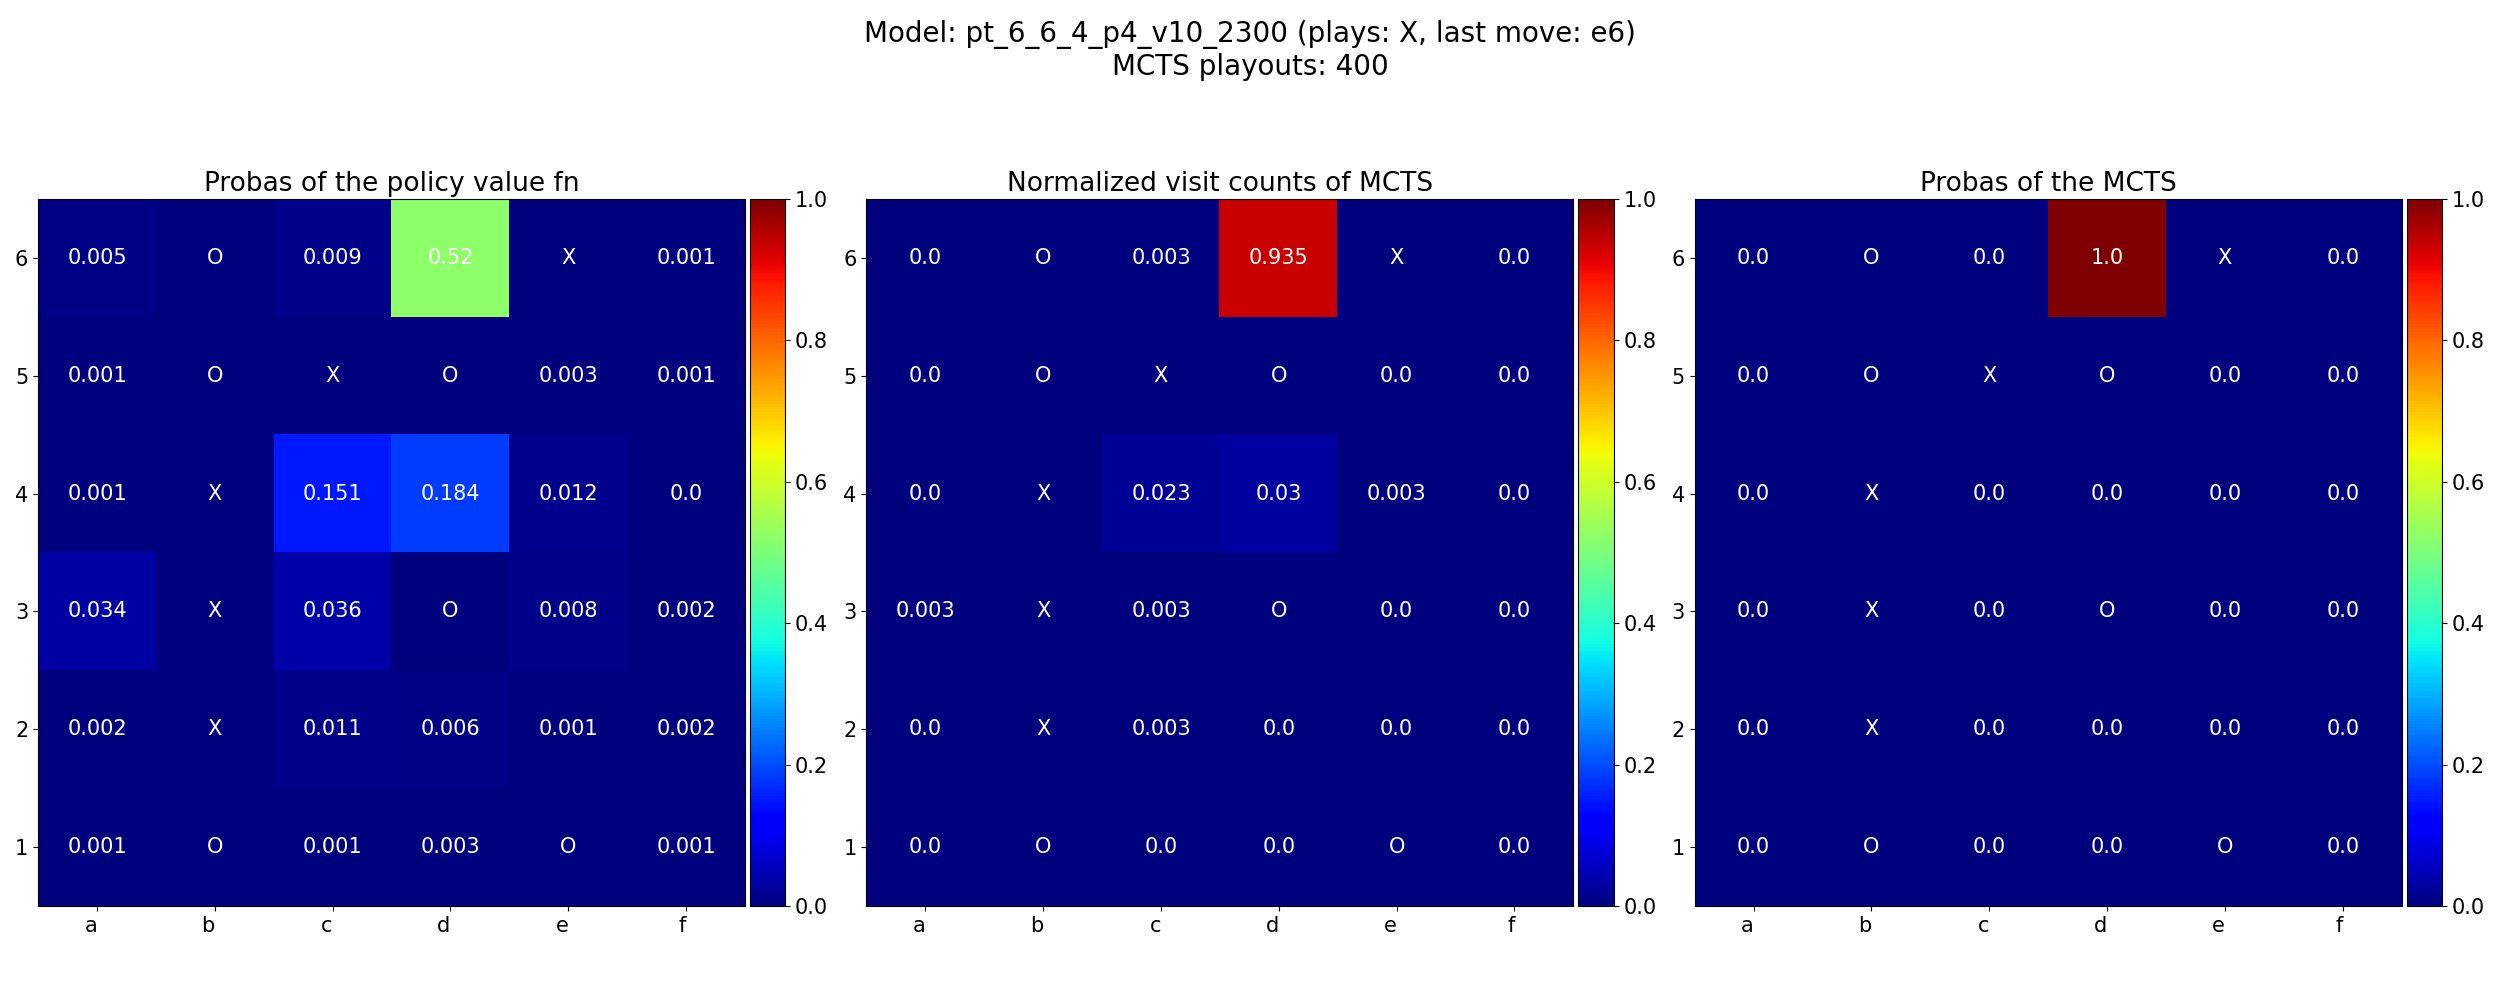 Model: pt_6_6_4_p4_v10_2300 (plays: X, last move: e6)
MCTS playouts: 400
Probas of the policy value fn
6 0.005 O 0.009 0.52 X 0.001
5 0.001 O X O 0.003 0.001
4 0.001 X 0.151 0.184 0.012 0.0
3 0.034 X 0.036 O 0.008 0.002
2 0.002 X 0.011 0.006 0.001 0.002
1 0.001 O 0.001 0.003 O 0.001
a b c d e f
1.0
0.8
0.6
0.4
0.2
0.0
Normalized visit counts of MCTS
6 0.0 O 0.003 0.935 X 0.0
5 0.0 O X O 0.0 0.0
4 0.0 X 0.023 0.03 0.003 0.0
3 0.003 X 0.003 O 0.0 0.0
2 0.0 X 0.003 0.0 0.0 0.0
1 0.0 O 0.0 0.0 O 0.0
a b c d e f
1.0
0.8
0.6
0.4
0.2
0.0
Probas of the MCTS
6 0.0 O 0.0 1.0 X 0.0
5 0.0 O X O 0.0 0.0
4 0.0 X 0.0 0.0 0.0 0.0
3 0.0 X 0.0 O 0.0 0.0
2 0.0 X 0.0 0.0 0.0 0.0
1 0.0 O 0.0 0.0 O 0.0
a b c d e f
1.0
0.8
0.6
0.4
0.2
0.0